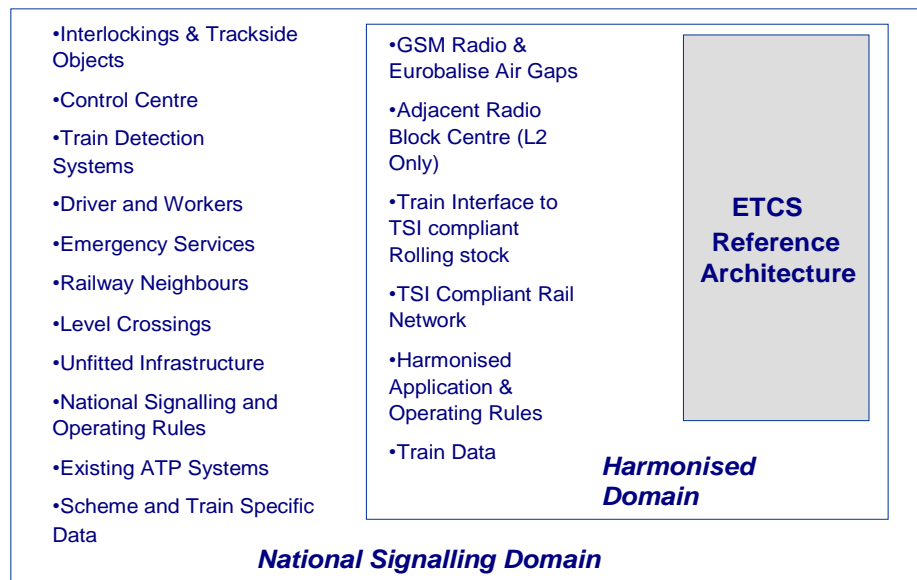 •Interlockings & Trackside
Objects
•Control Centre
•Train Detection
Systems
•Driver and Workers
•Emergency Services
•Railway Neighbours
•Level Crossings
•Unfitted Infrastructure
•National Signalling and
Operating Rules
•Existing ATP Systems
•Scheme and Train Specific
Data
•GSM Radio &
Eurobalise Air Gaps
•Adjacent Radio
Block Centre (L2
Only)
•Train Interface to
TSI compliant
Rolling stock
•TSI Compliant Rail
Network
•Harmonised
Application &
Operating Rules
•Train Data
ETCS
Reference
Architecture
Harmonised
Domain
National Signalling Domain